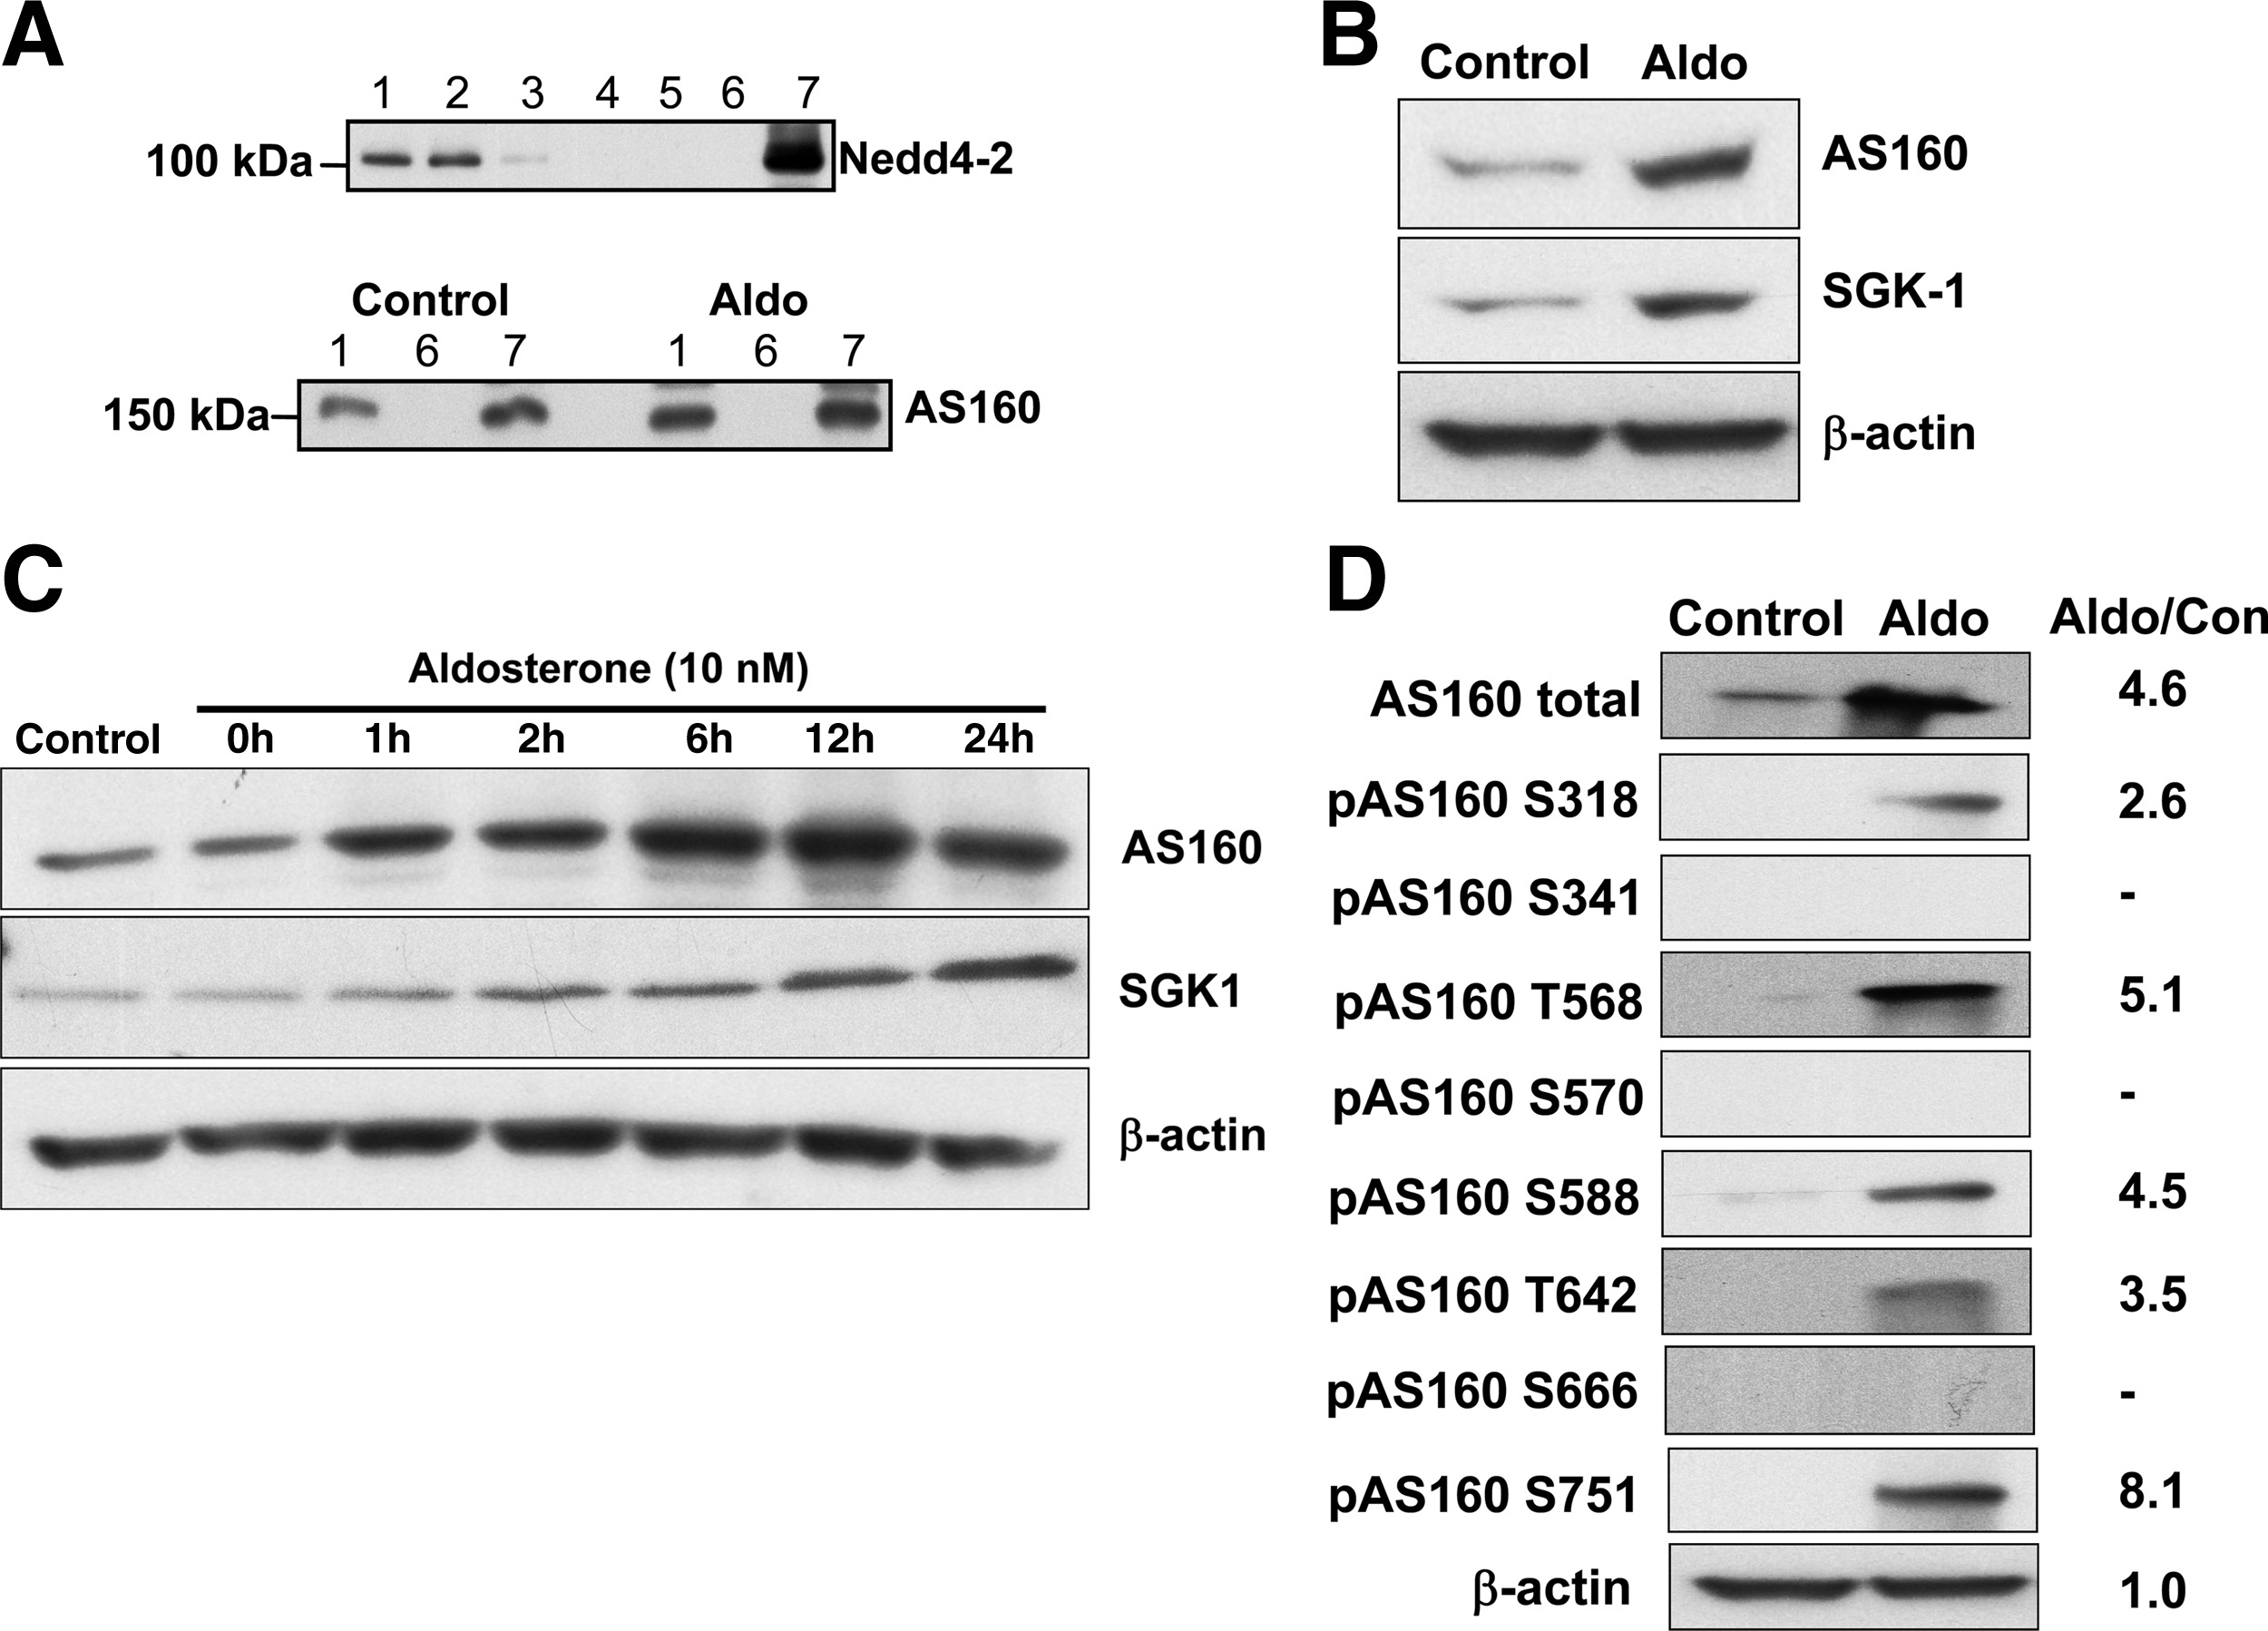 A
1 2 3 4 5 6 7
100 kDa Nedd4-2
Control Aldo
1 6 7 1 6 7
150 kDa AS160
B
Control Aldo
AS160
SGK-1
β-actin
C
Aldosterone (10 nM)
Control 0h 1h 2h 6h 12h 24h
AS160
SGK1
β-actin
D
Control Aldo Aldo/Con
AS160 total 4.6
pAS160 S318 2.6
pAS160 S341 -
pAS160 T568 5.1
pAS160 S570 -
pAS160 S588 4.5
pAS160 T642 3.5
pAS160 S666 -
pAS160 S751 8.1
β-actin 1.0